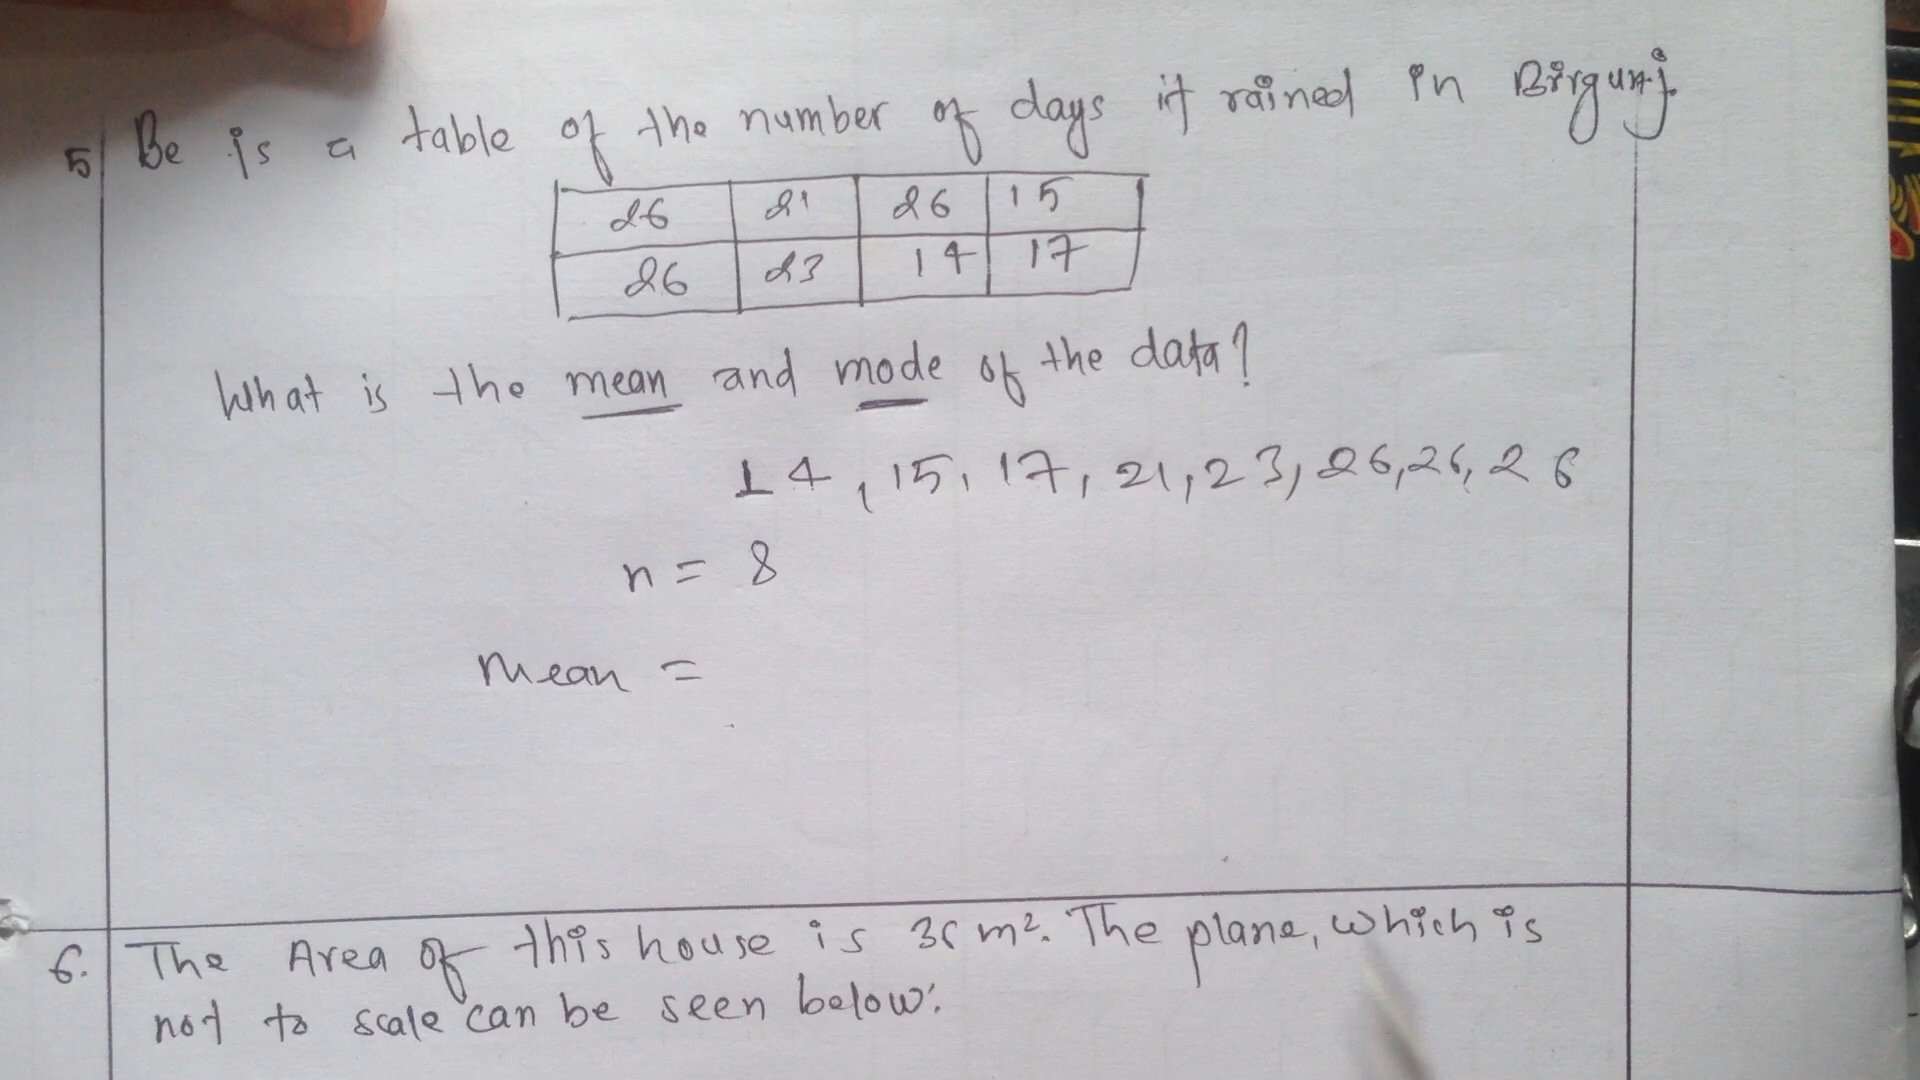 5 Be is a table of the number of days it rained in Birgunj.
26 21 26 15
26 23 14 17
What is the mean and mode of the data?
14, 15, 17, 21, 23, 26, 26, 26
n = 8
mean =
6. The Area of this house is 36 m². The plane, which is
not to scale can be seen below: